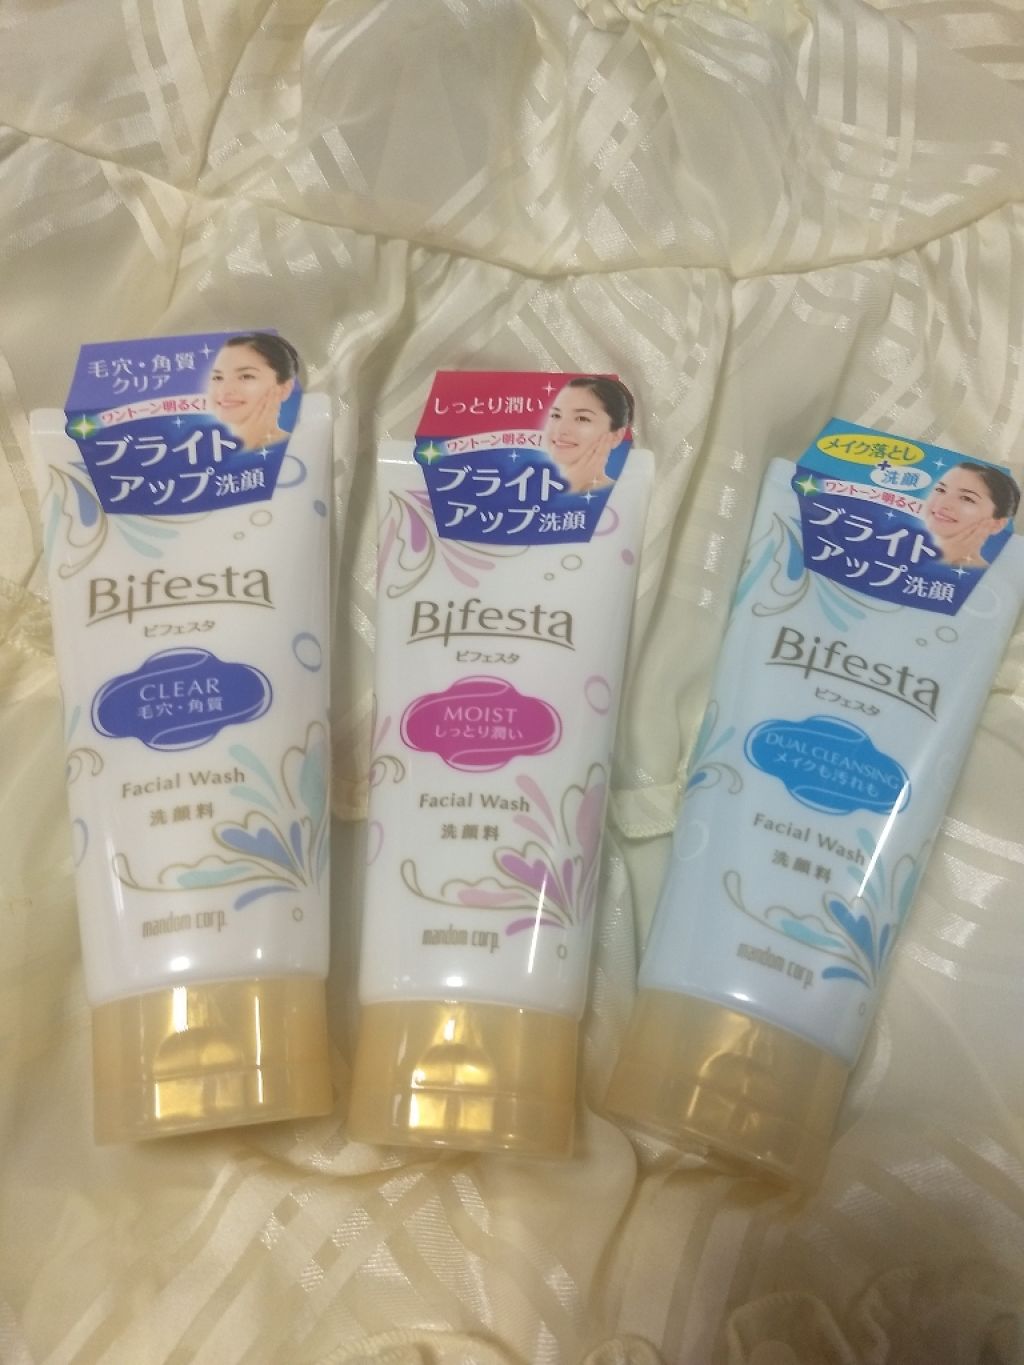 毛穴・角質
クリア
ワントーン明るく!
ブライト
アップ洗顔
Bifesta
ビフェスタ
CLEAR
毛穴・角質
Facial Wash
洗顔料
mandom corp.
しっとり潤い
ワントーン明るく!
ブライト
アップ洗顔
Bifesta
ビフェスタ
MOIST
しっとり潤い
Facial Wash
洗顔料
mandom corp.
メイク落とし
+洗顔
ワントーン明るく!
ブライト
アップ洗顔
Bifesta
ビフェスタ
DUAL CLEANSING
メイクも汚れも
Facial Wash
洗顔料
mandom corp.